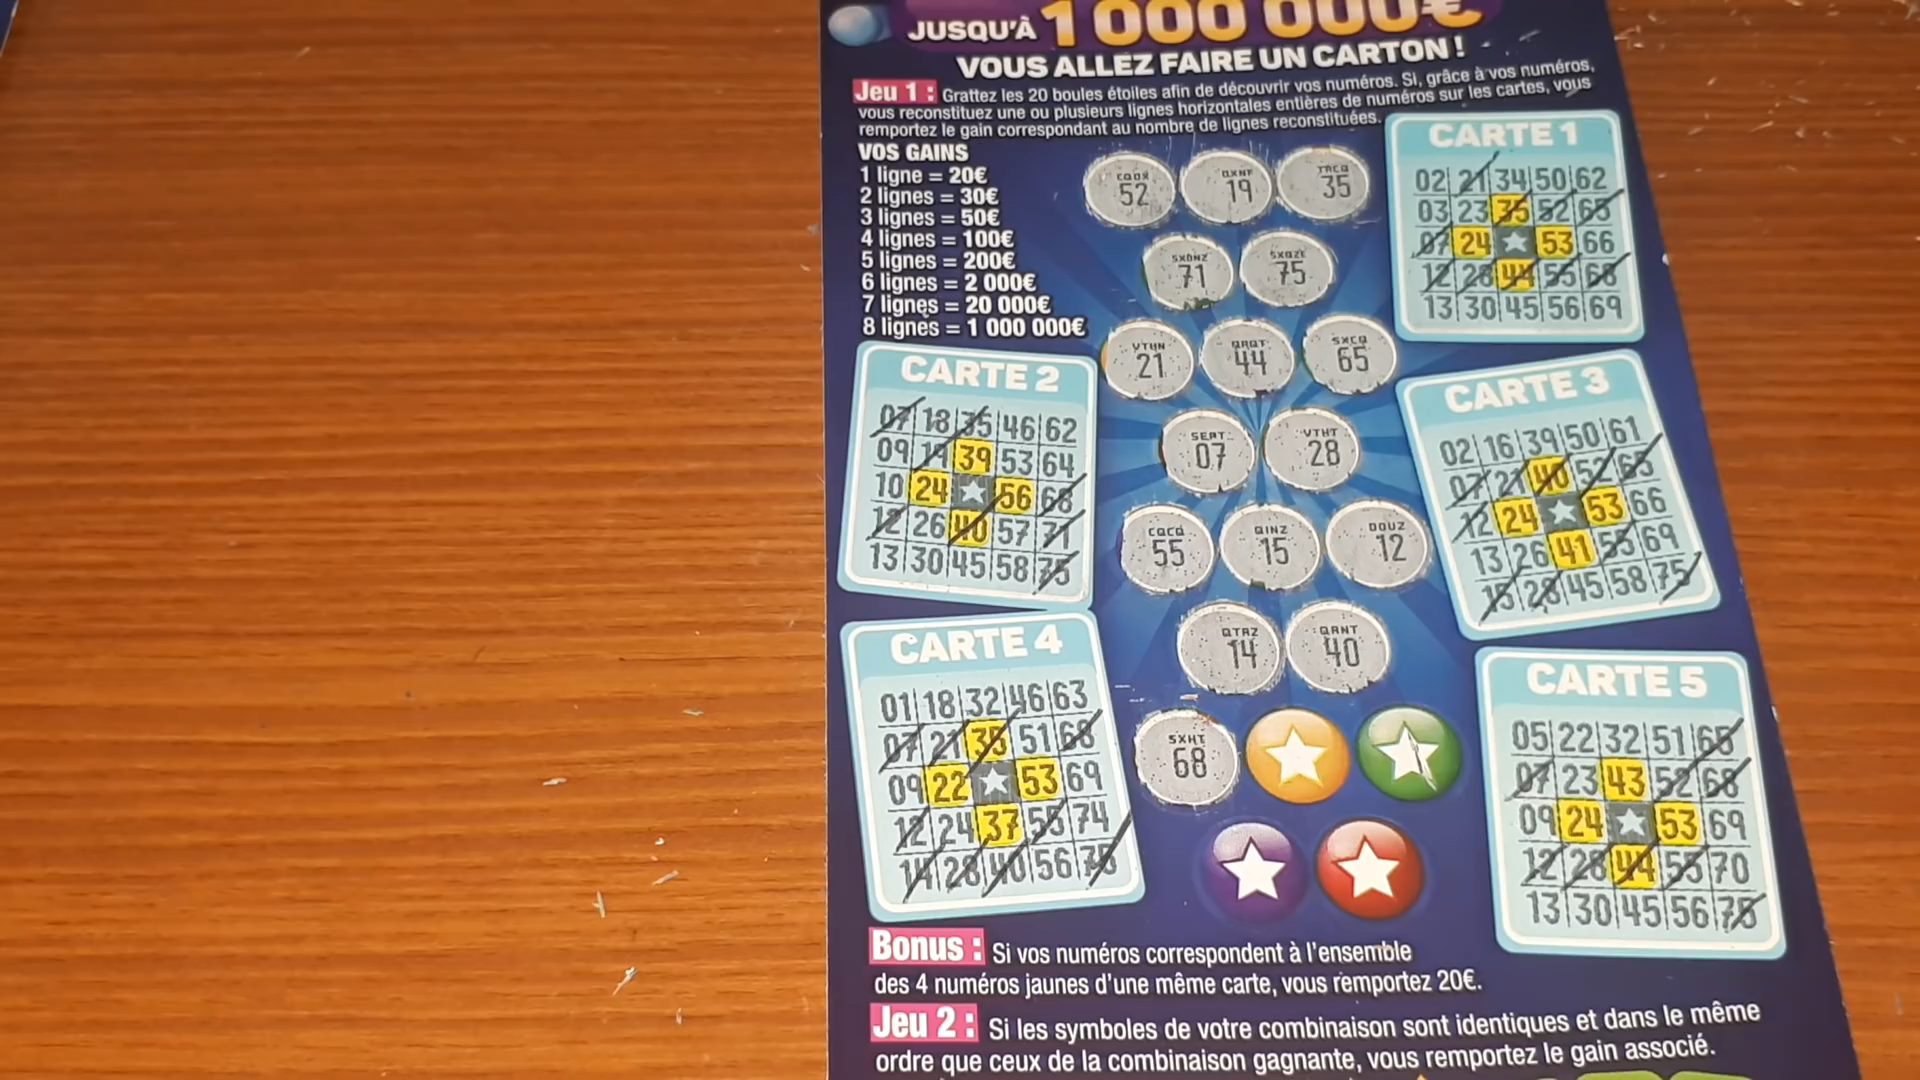 JUSQU'À 1 000 000€
VOUS ALLEZ FAIRE UN CARTON !
Jeu 1 : Grattez les 20 boules étoiles afin de découvrir vos numéros. Si, grâce à vos numéros,
vous reconstituez une ou plusieurs lignes horizontales entières de numéros sur les cartes, vous
remportez le gain correspondant au nombre de lignes reconstituées.
VOS GAINS
1 ligne = 20€
2 lignes = 30€
3 lignes = 50€
4 lignes = 100€
5 lignes = 200€
6 lignes = 2 000€
7 lignes = 20 000€
8 lignes = 1 000 000€
CQDX 52
19
TRCQ 35
71
75
VTUN 21
QRQT 44
SXCQ 65
SEPT 07
VTHT 28
CQCQ 55
QINZ 15
DOUZ 12
QTRZ 14
QRNT 40
SXHT 68
CARTE 1
02 21 34 50 62
03 23 35 52 65
07 24 53 66
12 28 44 55 68
13 30 45 56 69
CARTE 2
07 18 35 46 62
09 19 39 53 64
10 24 56 68
12 26 40 57 71
13 30 45 58 75
CARTE 3
02 16 39 50 61
07 21 40 52 65
12 24 53 66
13 26 41 55 69
15 28 45 58 75
CARTE 4
01 18 32 46 63
07 21 35 51 68
09 22 53 69
12 24 37 55 74
14 28 40 56 75
CARTE 5
05 22 32 51 65
07 23 43 52 68
09 24 53 69
12 28 44 55 70
13 30 45 56 75
Bonus : Si vos numéros correspondent à l'ensemble
des 4 numéros jaunes d'une même carte, vous remportez 20€.
Jeu 2 : Si les symboles de votre combinaison sont identiques et dans le même
ordre que ceux de la combinaison gagnante, vous remportez le gain associé.